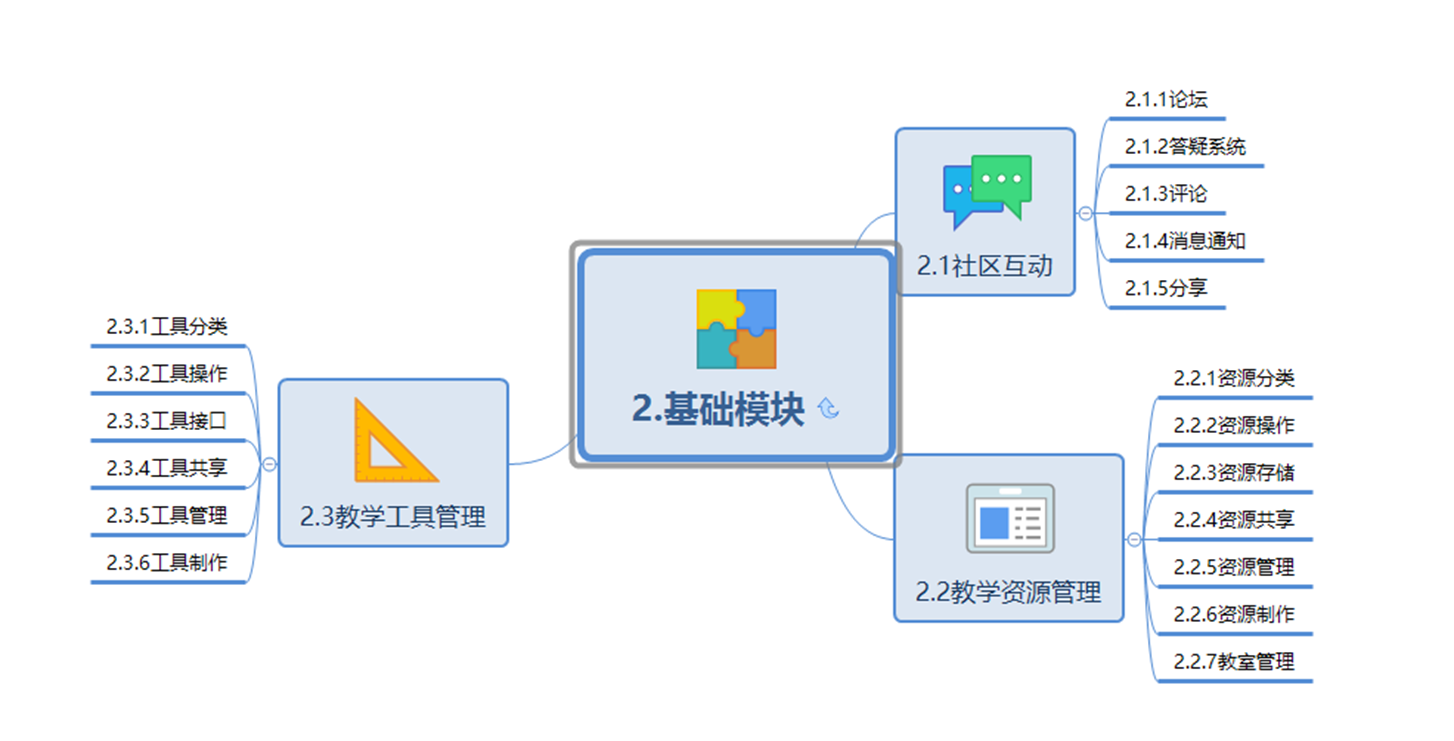 2.基础模块
2.1社区互动
2.1.1论坛
2.1.2答疑系统
2.1.3评论
2.1.4消息通知
2.1.5分享
2.2教学资源管理
2.2.1资源分类
2.2.2资源操作
2.2.3资源存储
2.2.4资源共享
2.2.5资源管理
2.2.6资源制作
2.2.7教室管理
2.3教学工具管理
2.3.1工具分类
2.3.2工具操作
2.3.3工具接口
2.3.4工具共享
2.3.5工具管理
2.3.6工具制作